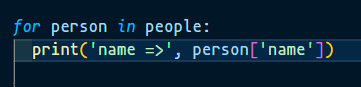 for person in people:
  print('name =>', person['name'])